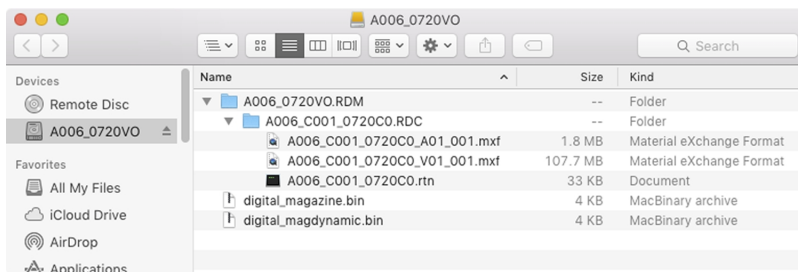 A006_0720VO
Search
Devices
Remote Disc
A006_0720VO
Favorites
All My Files
iCloud Drive
AirDrop
Applications
Name Size Kind
A006_0720VO.RDM -- Folder
A006_C001_0720C0.RDC -- Folder
A006_C001_0720C0_A01_001.mxf 1.8 MB Material eXchange Format
A006_C001_0720C0_V01_001.mxf 107.7 MB Material eXchange Format
A006_C001_0720C0.rtn 33 KB Document
digital_magazine.bin 4 KB MacBinary archive
digital_magdynamic.bin 4 KB MacBinary archive